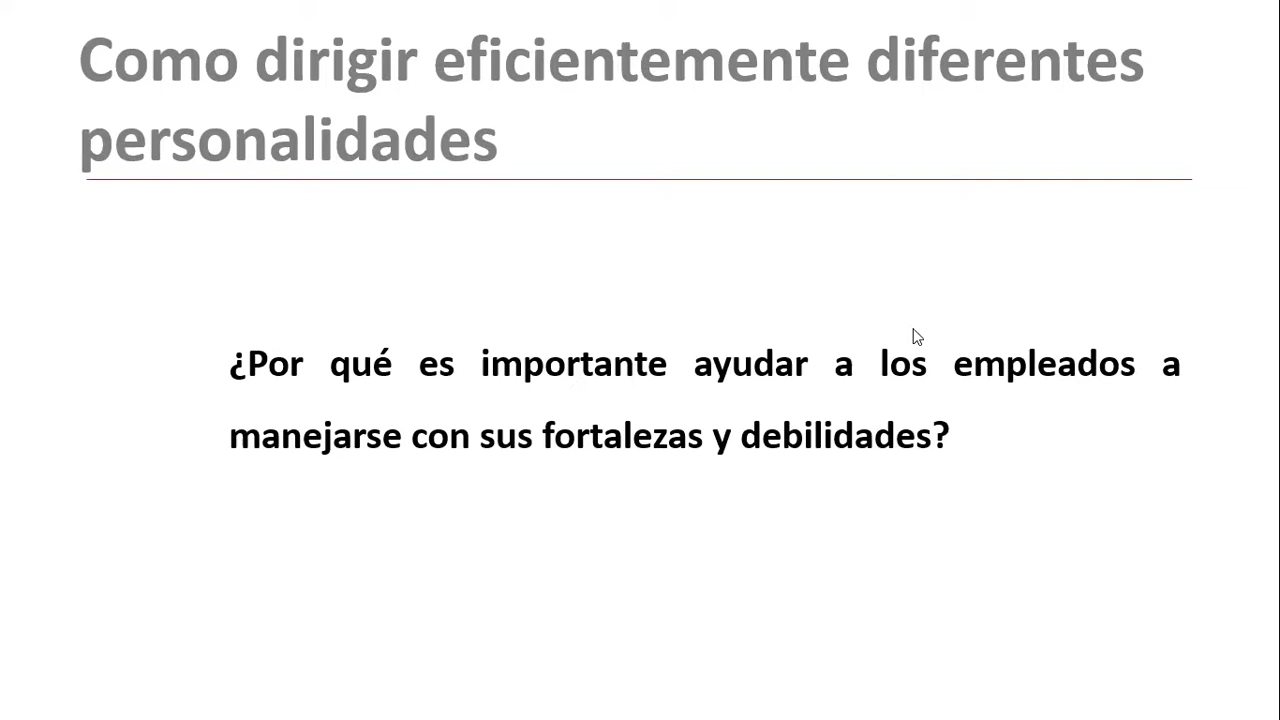 Como dirigir eficientemente diferentes
personalidades
¿Por qué es importante ayudar a los empleados a
manejarse con sus fortalezas y debilidades?